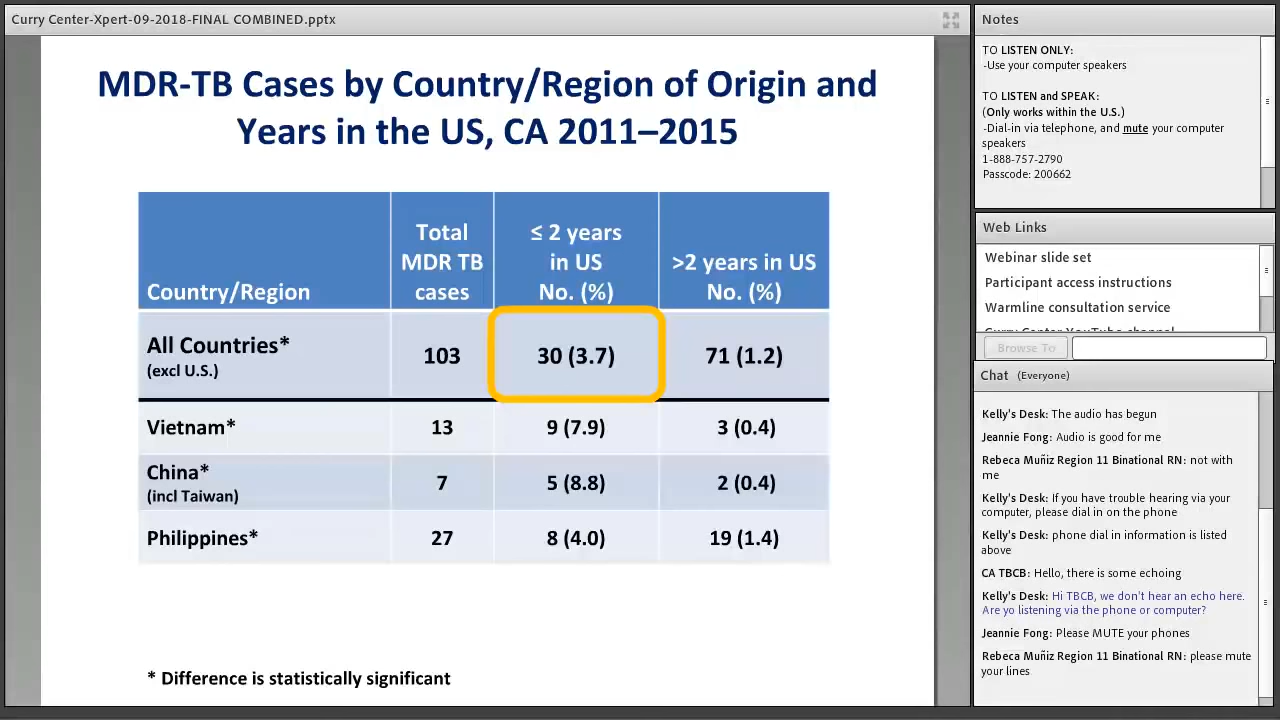 Curry Center-Xpert-09-2018-FINAL COMBINED.pptx
MDR-TB Cases by Country/Region of Origin and
Years in the US, CA 2011–2015
Country/Region
Total
MDR TB
cases
≤ 2 years
in US
No. (%)
>2 years in US
No. (%)
All Countries*
(excl U.S.)
103
30 (3.7)
71 (1.2)
Vietnam*
13
9 (7.9)
3 (0.4)
China*
(incl Taiwan)
7
5 (8.8)
2 (0.4)
Philippines*
27
8 (4.0)
19 (1.4)
* Difference is statistically significant
Notes
TO LISTEN ONLY:
-Use your computer speakers
TO LISTEN and SPEAK:
(Only works within the U.S.)
-Dial-in via telephone, and mute your computer
speakers
1-888-757-2790
Passcode: 200662
Web Links
Webinar slide set
Participant access instructions
Warmline consultation service
Curry Center YouTube channel
Browse To
Chat (Everyone)
Kelly's Desk: The audio has begun
Jeannie Fong: Audio is good for me
Rebeca Muñiz Region 11 Binational RN: not with
me
Kelly's Desk: If you have trouble hearing via your
computer, please dial in on the phone
Kelly's Desk: phone dial in information is listed
above
CA TBCB: Hello, there is some echoing
Kelly's Desk: Hi TBCB, we don't hear an echo here.
Are yo listening via the phone or computer?
Jeannie Fong: Please MUTE your phones
Rebeca Muñiz Region 11 Binational RN: please mute
your lines